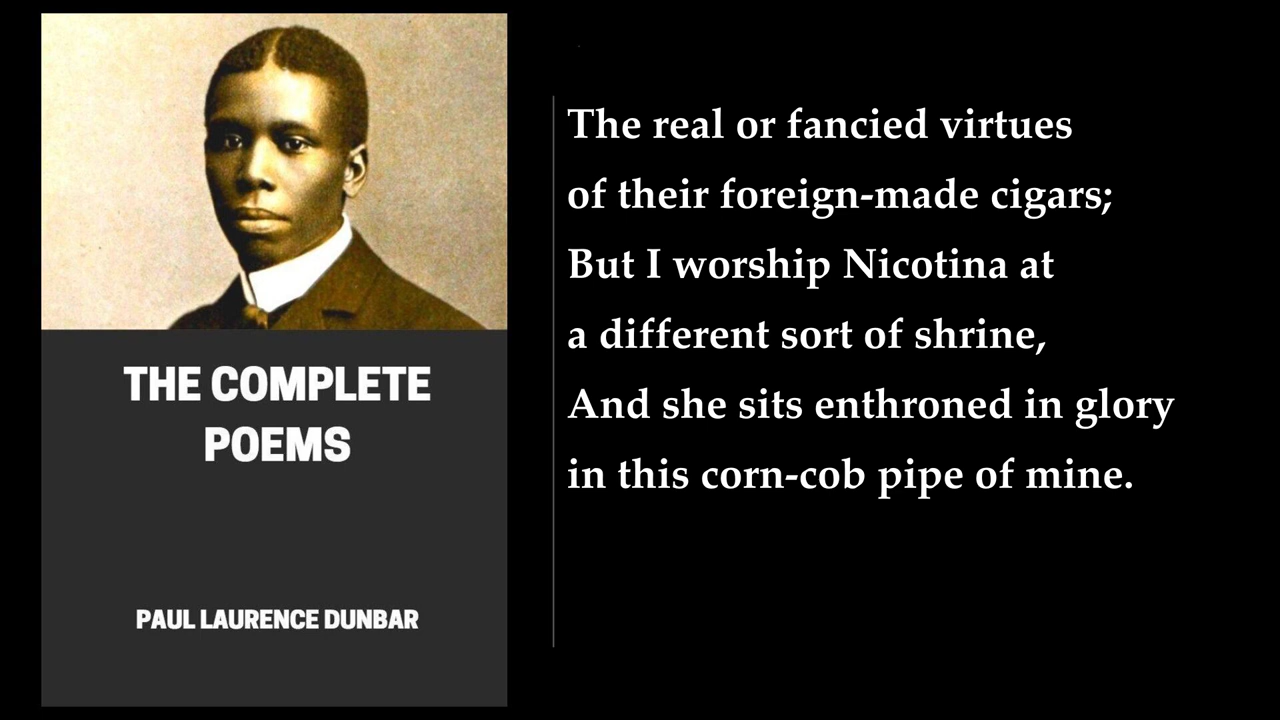 THE COMPLETE
POEMS
PAUL LAURENCE DUNBAR
The real or fancied virtues
of their foreign-made cigars;
But I worship Nicotina at
a different sort of shrine,
And she sits enthroned in glory
in this corn-cob pipe of mine.